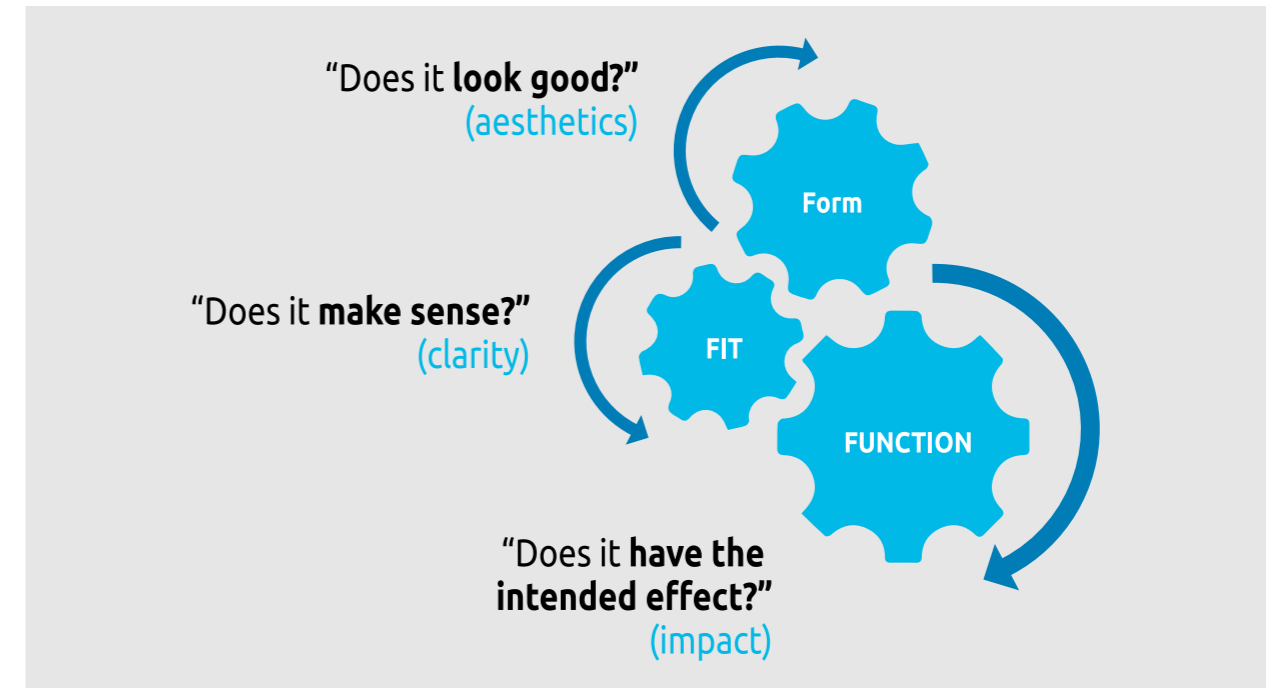 “Does it look good?”
(aesthetics)
Form
“Does it make sense?”
(clarity)
FIT
FUNCTION
“Does it have the
intended effect?”
(impact)